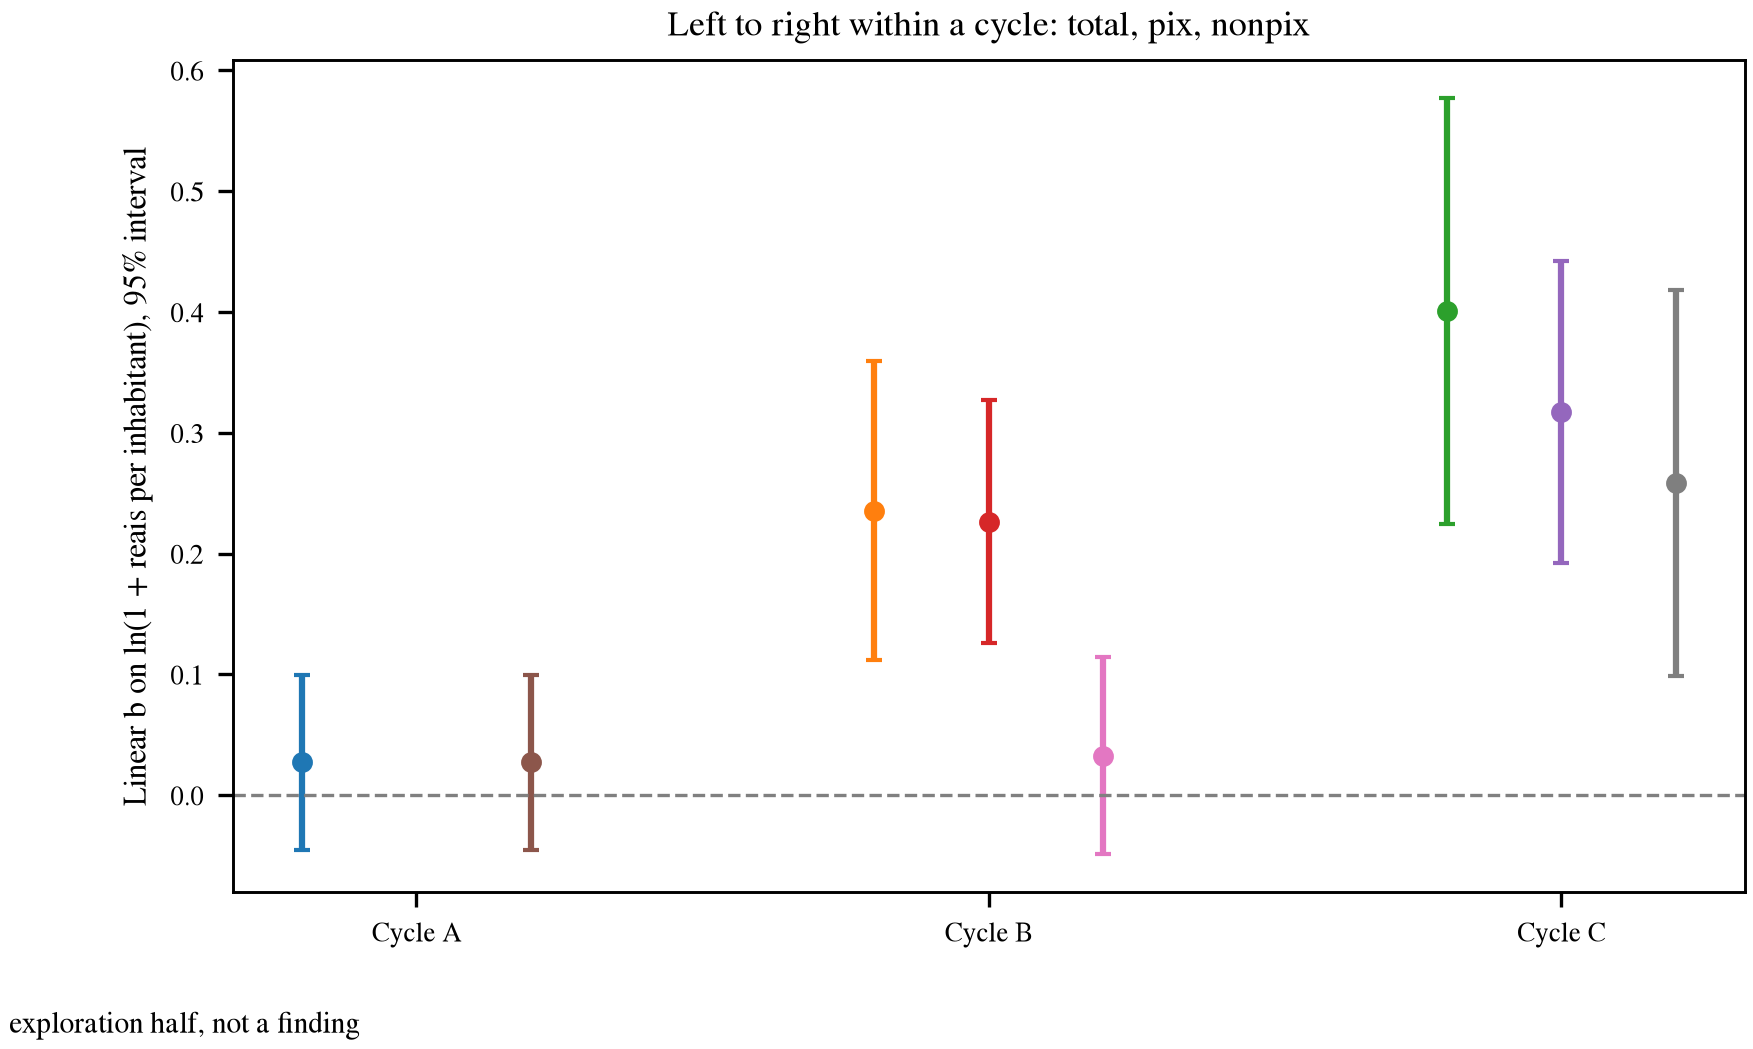 Left to right within a cycle: total, pix, nonpix
Linear b on ln(1 + reais per inhabitant), 95% interval
0.6
0.5
0.4
0.3
0.2
0.1
0.0
Cycle A
Cycle B
Cycle C
exploration half, not a finding